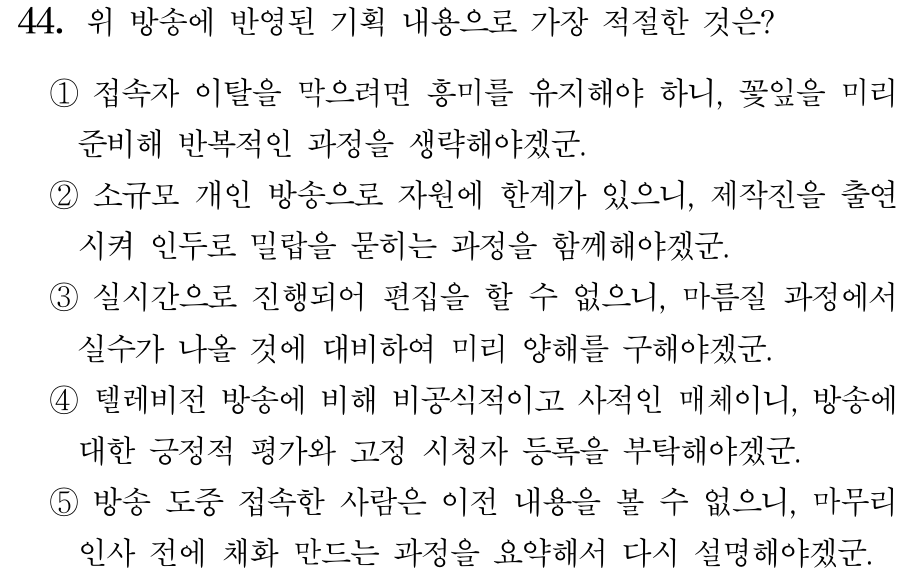 44. 위 방송에 반영된 기획 내용으로 가장 적절한 것은?
① 접속자 이탈을 막으려면 흥미를 유지해야 하니, 꽃잎을 미리
준비해 반복적인 과정을 생략해야겠군.
② 소규모 개인 방송으로 자원에 한계가 있으니, 제작진을 출연
시켜 인두로 밀랍을 묻히는 과정을 함께해야겠군.
③ 실시간으로 진행되어 편집을 할 수 없으니, 마름질 과정에서
실수가 나올 것에 대비하여 미리 양해를 구해야겠군.
④ 텔레비전 방송에 비해 비공식적이고 사적인 매체이니, 방송에
대한 긍정적 평가와 고정 시청자 등록을 부탁해야겠군.
⑤ 방송 도중 접속한 사람은 이전 내용을 볼 수 없으니, 마무리
인사 전에 채화 만드는 과정을 요약해서 다시 설명해야겠군.